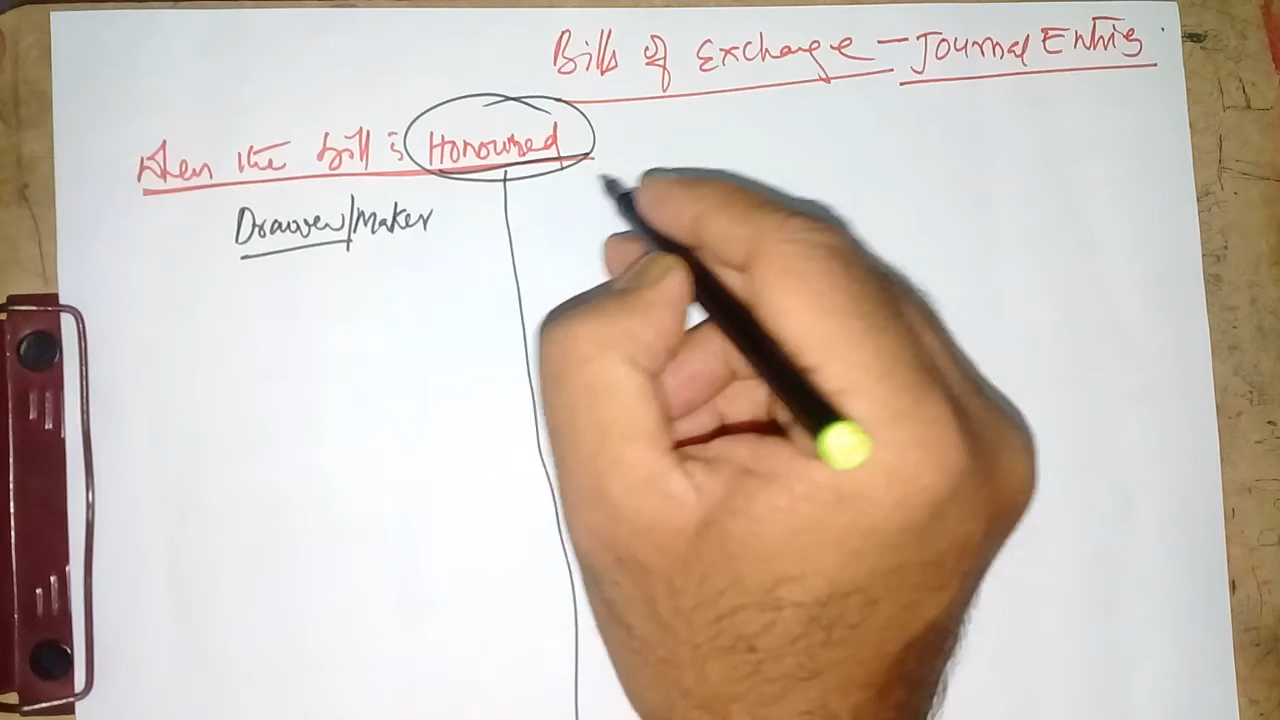 Bills of Exchange - Journal Entries
When the bill is Honoured
Drawer/Maker